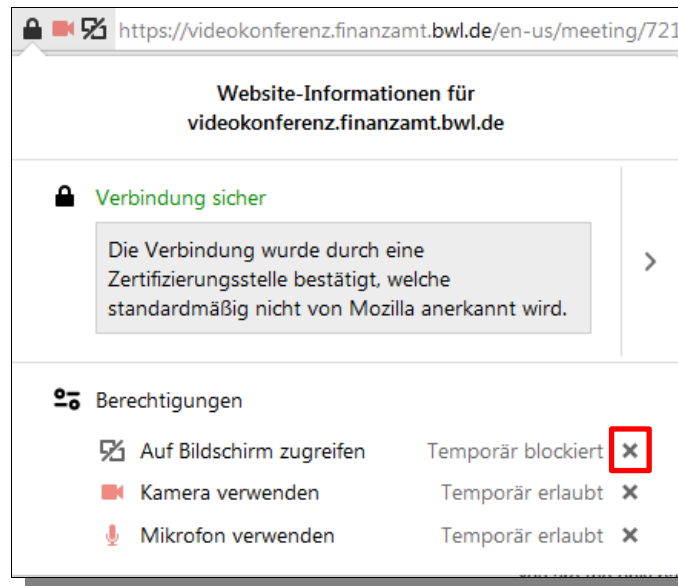 https://videokonferenz.finanzamt.bwl.de/en-us/meeting/721
Website-Informationen für
videokonferenz.finanzamt.bwl.de
Verbindung sicher
Die Verbindung wurde durch eine
Zertifizierungsstelle bestätigt, welche
standardmäßig nicht von Mozilla anerkannt wird.
Berechtigungen
Auf Bildschirm zugreifen Temporär blockiert
Kamera verwenden Temporär erlaubt
Mikrofon verwenden Temporär erlaubt